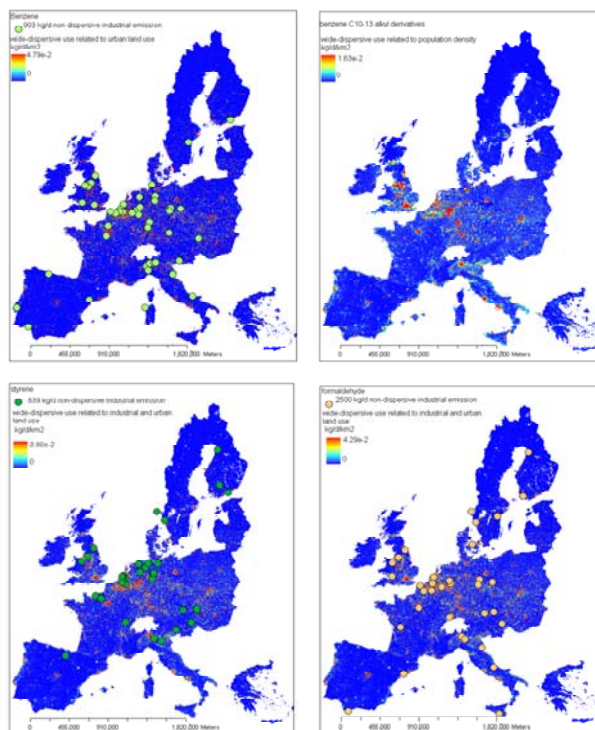 Benzene
903 kg/d non-dispersive industrial emission
wide-dispersive use related to urban land use
kg/d/km2
4.79e-2
0
0 455,000 910,000 1,820,000 Meters
benzene C10-13 alkyl derivatives
wide-dispersive use related to population density
kg/d/km2
1.63e-2
0
0 455,000 910,000 1,820,000 Meters
styrene
539 kg/d non-dispersive industrial emission
wide-dispersive use related to industrial and urban
land use
kg/d/km2
3.80e-2
0
0 455,000 910,000 1,820,000 Meters
formaldehyde
2500 kg/d non-dispersive industrial emission
wide-dispersive use related to industrial and urban
land use
kg/d/km2
4.29e-2
0
0 455,000 910,000 1,820,000 Meters